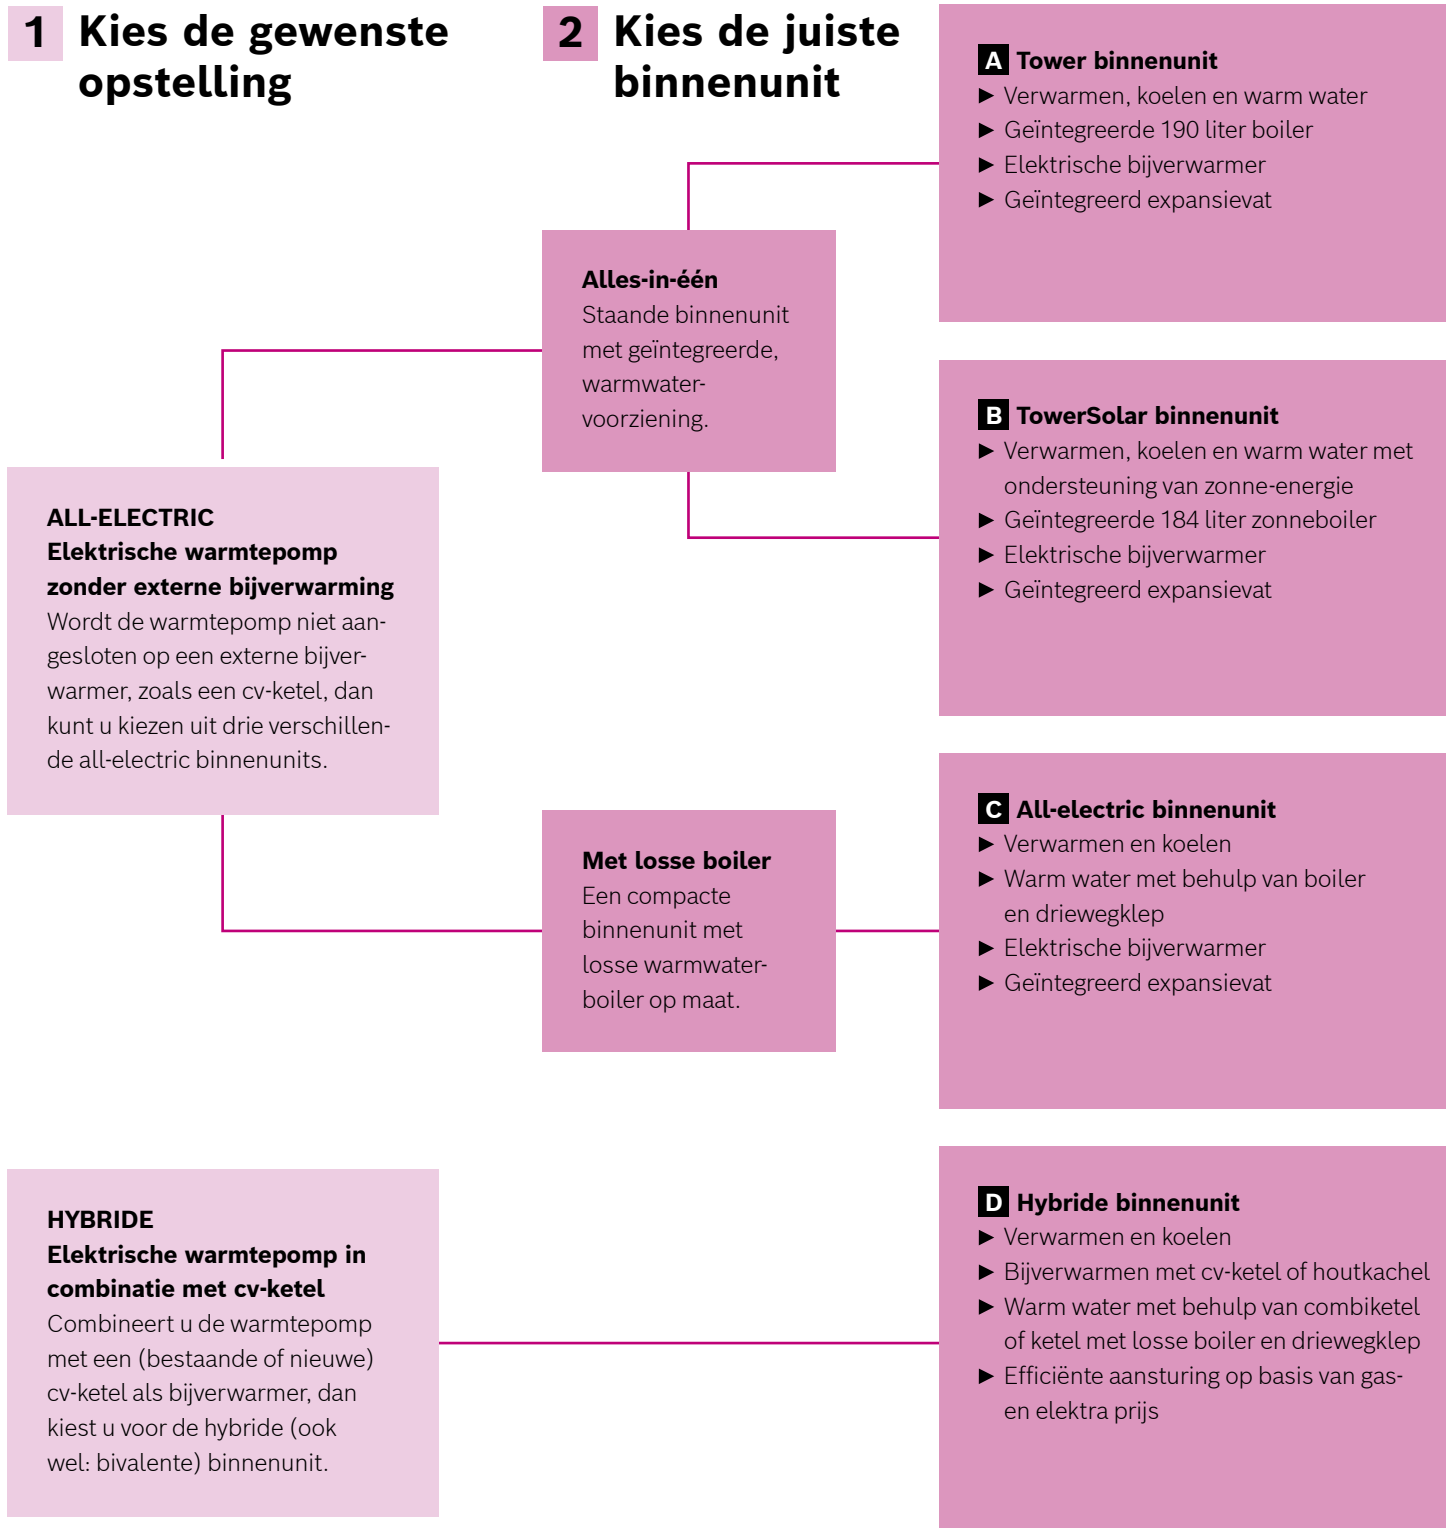 1 Kies de gewenste
opstelling
ALL-ELECTRIC
Elektrische warmtepomp
zonder externe bijverwarming
Wordt de warmtepomp niet aan-
gesloten op een externe bijver-
warmer, zoals een cv-ketel, dan
kunt u kiezen uit drie verschillen-
de all-electric binnenunits.
HYBRIDE
Elektrische warmtepomp in
combinatie met cv-ketel
Combineert u de warmtepomp
met een (bestaande of nieuwe)
cv-ketel als bijverwarmer, dan
kiest u voor de hybride (ook
wel: bivalente) binnenunit.
2 Kies de juiste
binnenunit
Alles-in-één
Staande binnenunit
met geïntegreerde,
warmwater-
voorziening.
Met losse boiler
Een compacte
binnenunit met
losse warmwater-
boiler op maat.
A Tower binnenunit
► Verwarmen, koelen en warm water
► Geïntegreerde 190 liter boiler
► Elektrische bijverwarmer
► Geïntegreerd expansievat
B TowerSolar binnenunit
► Verwarmen, koelen en warm water met
ondersteuning van zonne-energie
► Geïntegreerde 184 liter zonneboiler
► Elektrische bijverwarmer
► Geïntegreerd expansievat
C All-electric binnenunit
► Verwarmen en koelen
► Warm water met behulp van boiler
en driewegklep
► Elektrische bijverwarmer
► Geïntegreerd expansievat
D Hybride binnenunit
► Verwarmen en koelen
► Bijverwarmen met cv-ketel of houtkachel
► Warm water met behulp van combiketel
of ketel met losse boiler en driewegklep
► Efficiënte aansturing op basis van gas-
en elektra prijs